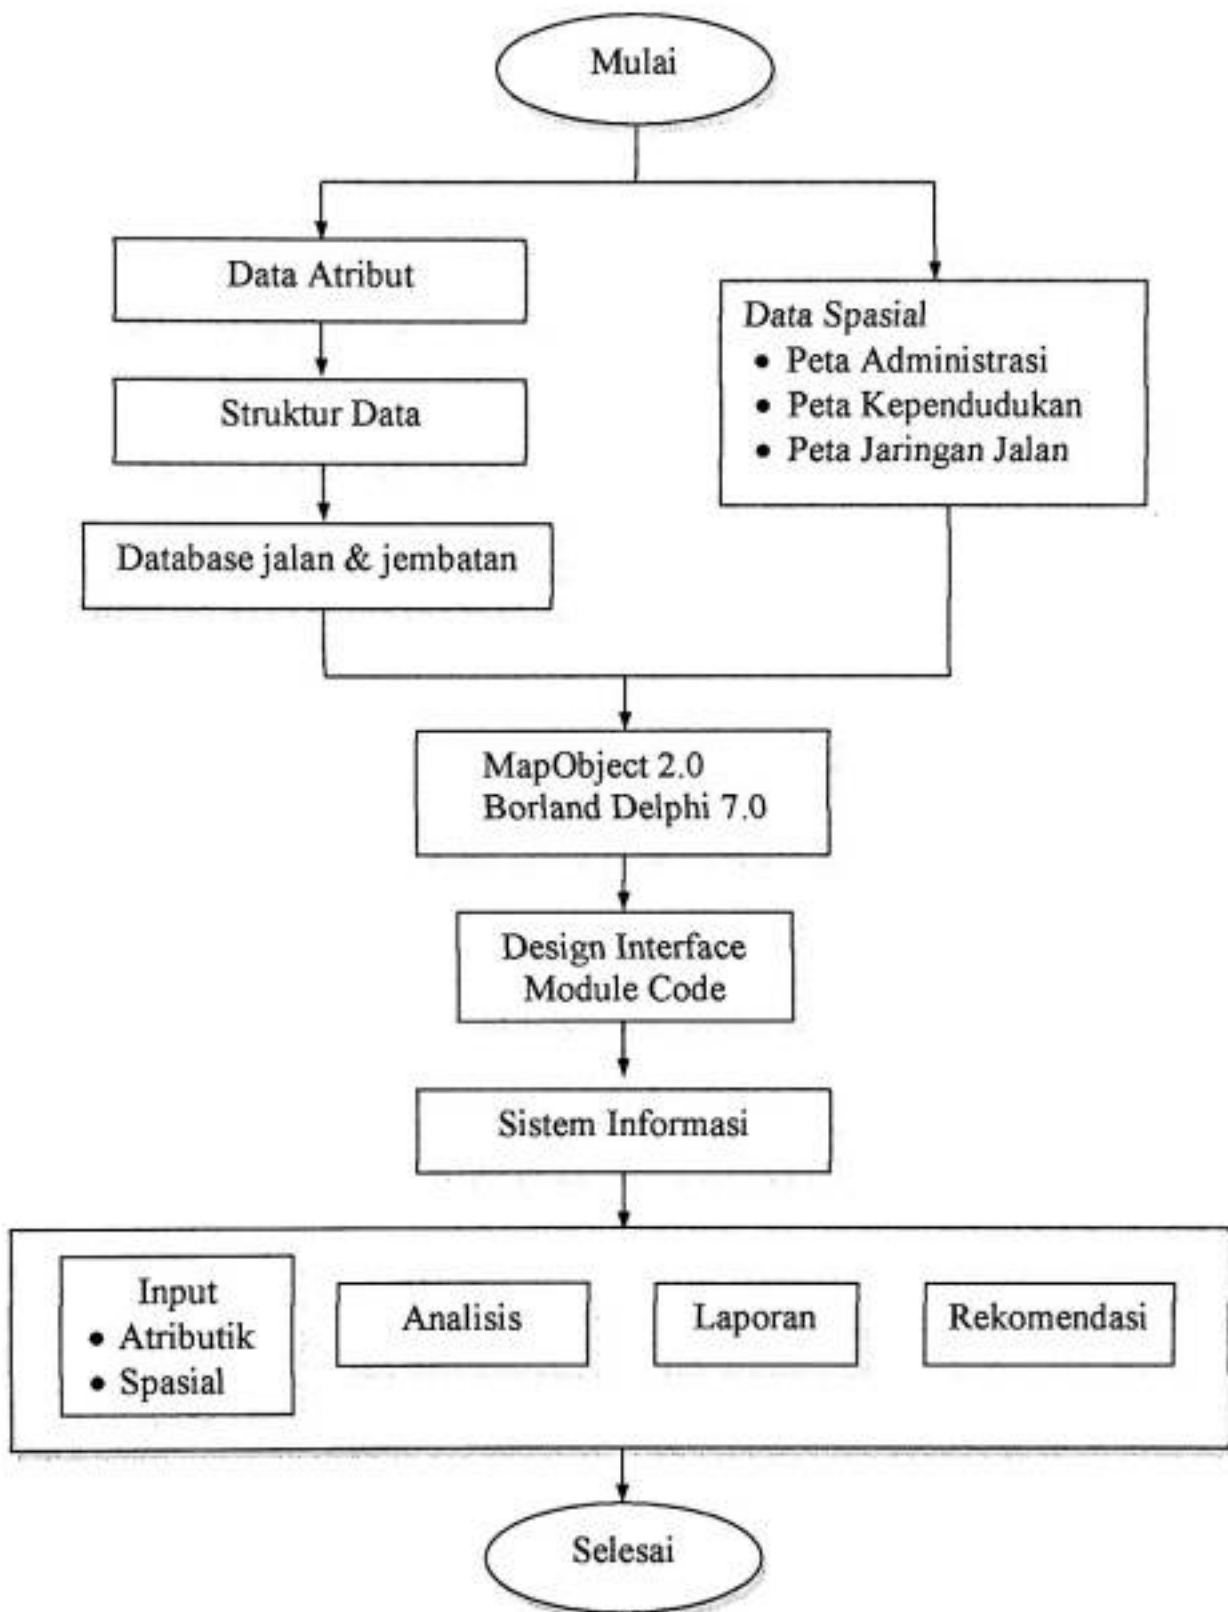 Mulai
Data Atribut
Struktur Data
Database jalan & jembatan
Data Spasial
• Peta Administrasi
• Peta Kependudukan
• Peta Jaringan Jalan
MapObject 2.0
Borland Delphi 7.0
Design Interface
Module Code
Sistem Informasi
Input
• Atributik
• Spasial
Analisis
Laporan
Rekomendasi
Selesai